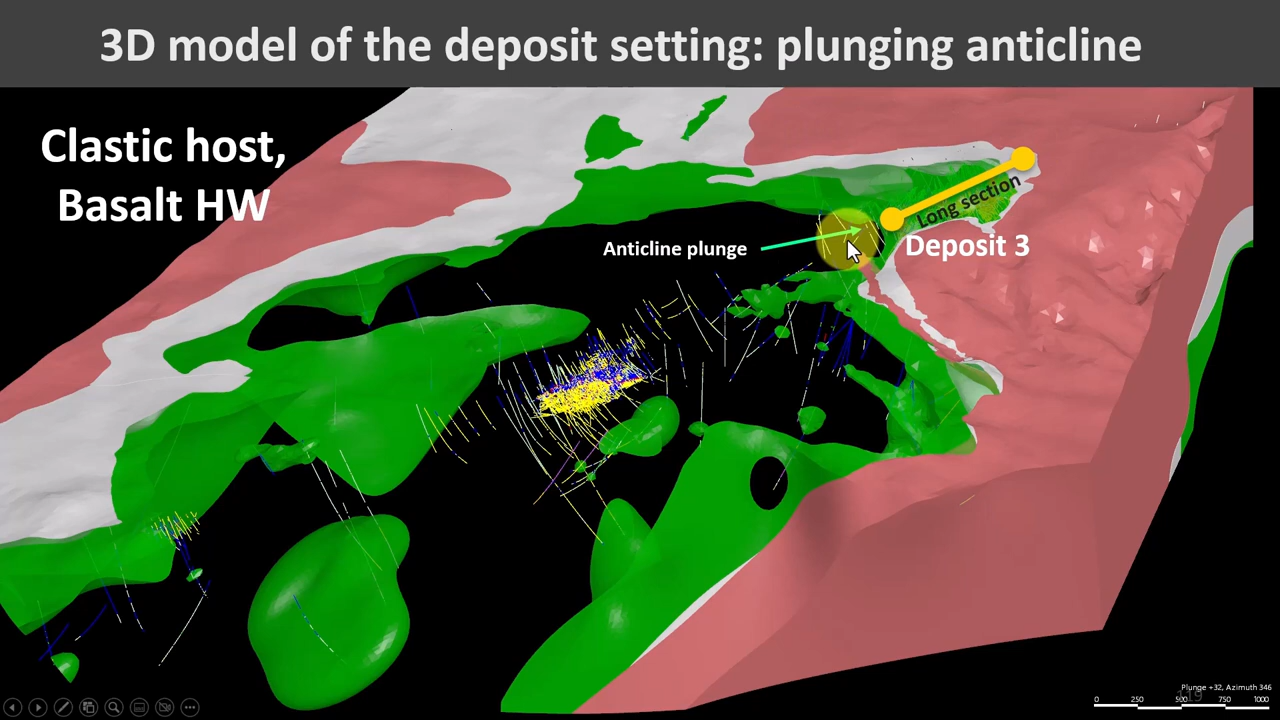 3D model of the deposit setting: plunging anticline
Clastic host,
Basalt HW
Long section
Anticline plunge
Deposit 3
Plunge +32, Azimuth 346
119
0 250 500 750 1000